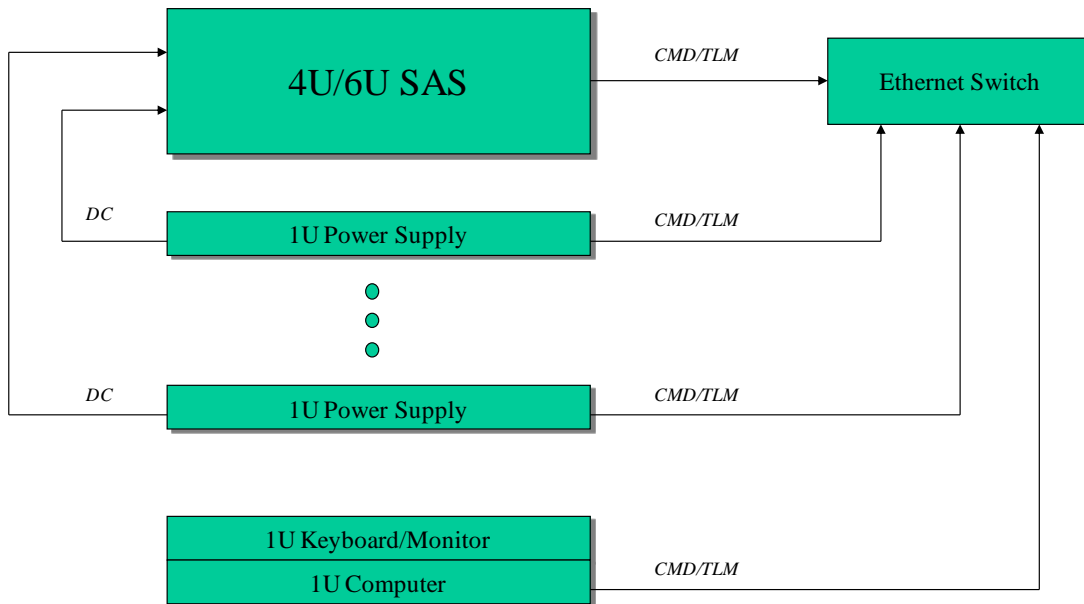 4U/6U SAS
CMD/TLM
Ethernet Switch
DC
1U Power Supply
CMD/TLM
DC
1U Power Supply
CMD/TLM
1U Keyboard/Monitor
1U Computer
CMD/TLM